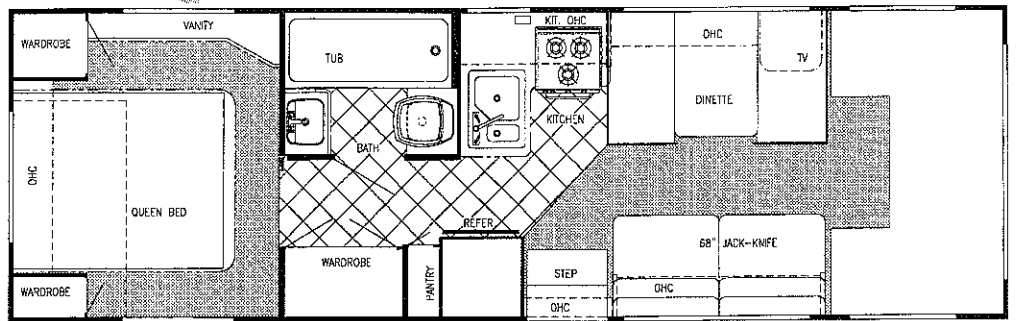 WARDROBE
VANITY
TUB
KIT. OHC
OHC
TV
DINETTE
KITCHEN
BATH
OHC
QUEEN BED
REFER
WARDROBE
WARDROBE
PANTRY
STEP
OHC
68" JACK-KNIFE
OHC